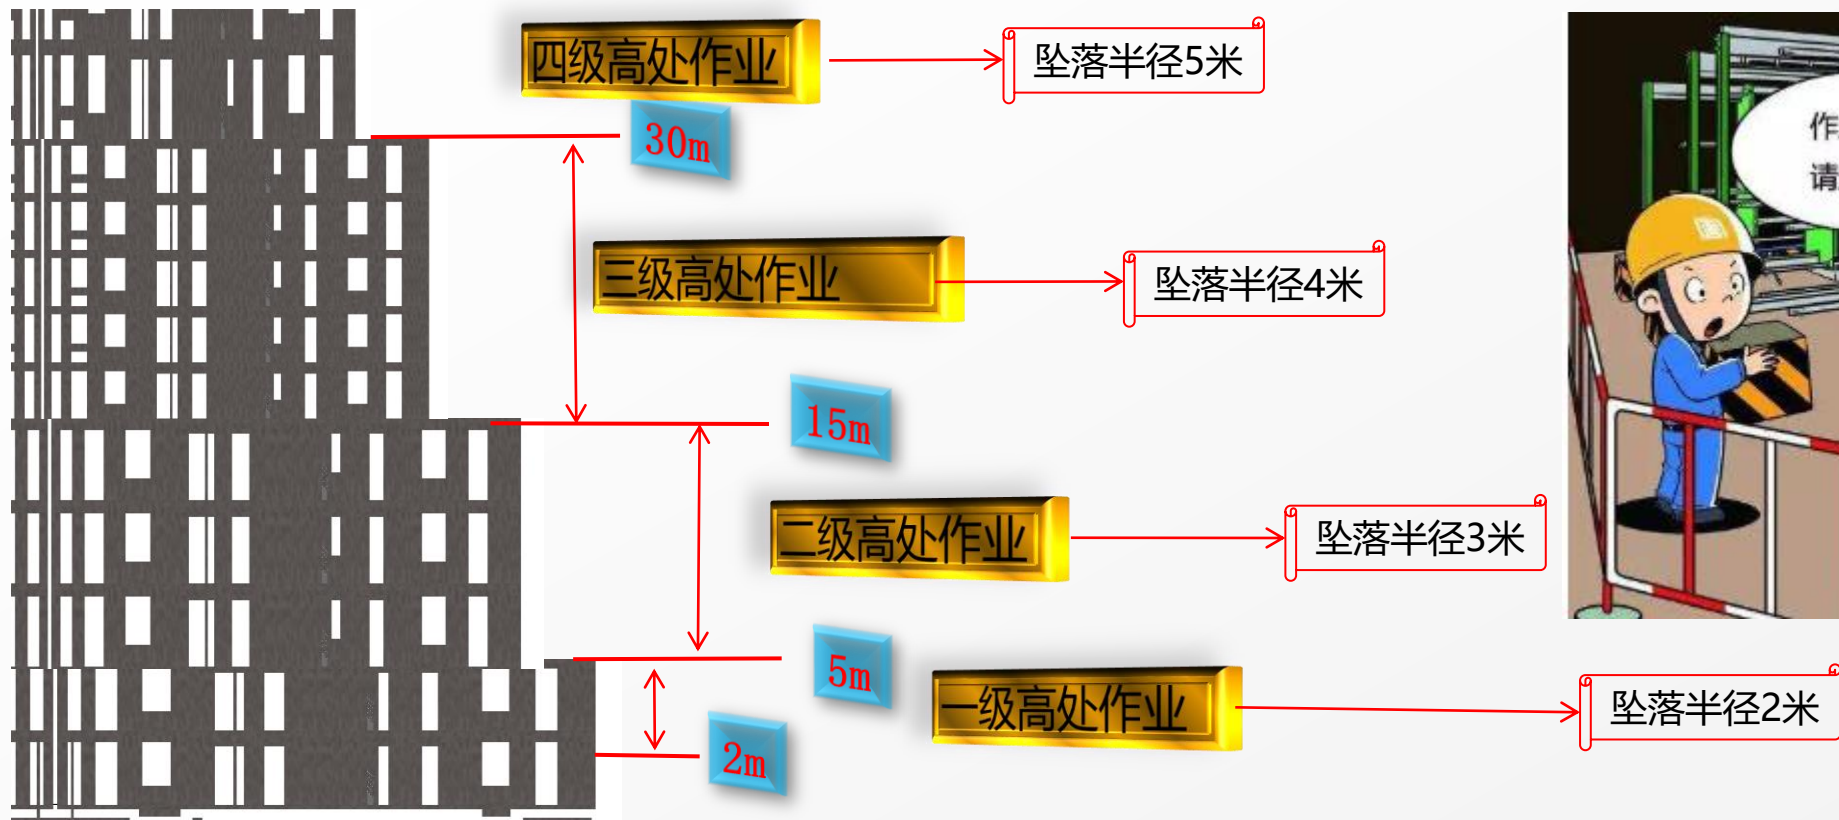 四级高处作业
坠落半径5米
30m
作
请
三级高处作业
坠落半径4米
15m
二级高处作业
坠落半径3米
5m
一级高处作业
坠落半径2米
2m